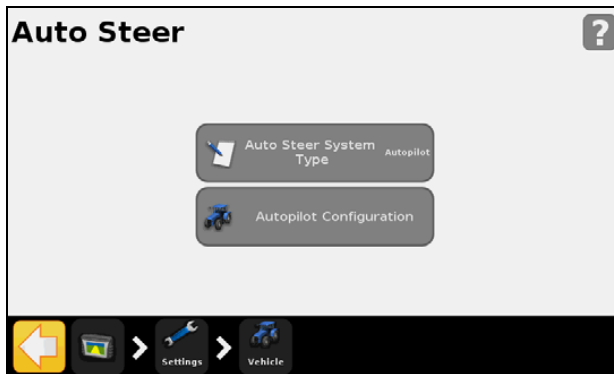 Auto Steer
?
Auto Steer System
Type
Autopilot
Autopilot Configuration
Settings
Vehicle